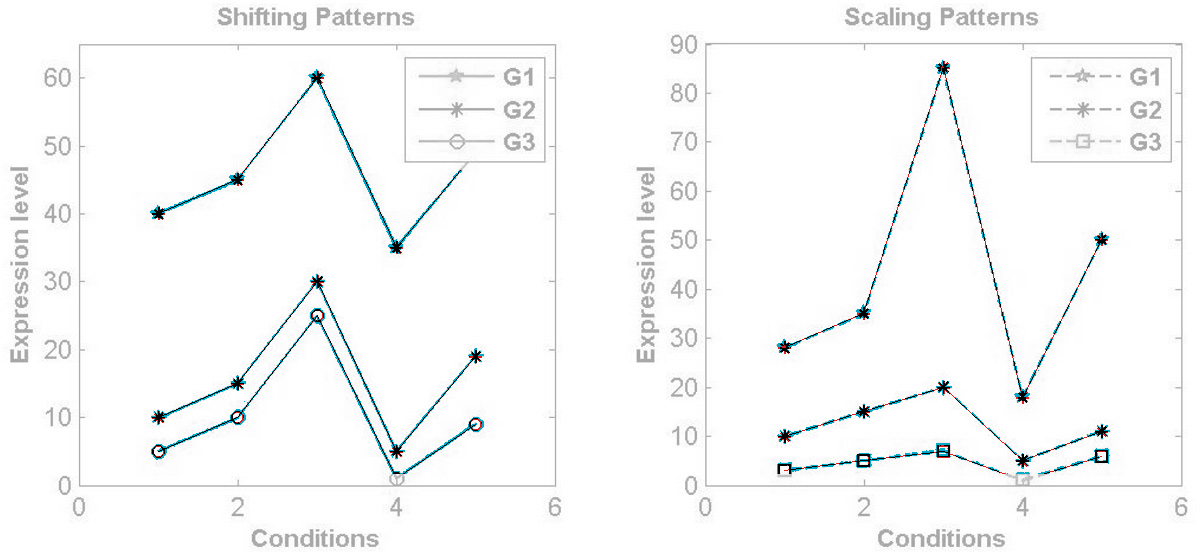 Shifting Patterns
60
50
40
30
20
10
0
0 2 4 6
Expression level
Conditions
G1
G2
G3
Scaling Patterns
90
80
70
60
50
40
30
20
10
0
0 2 4 6
Expression level
Conditions
G1
G2
G3